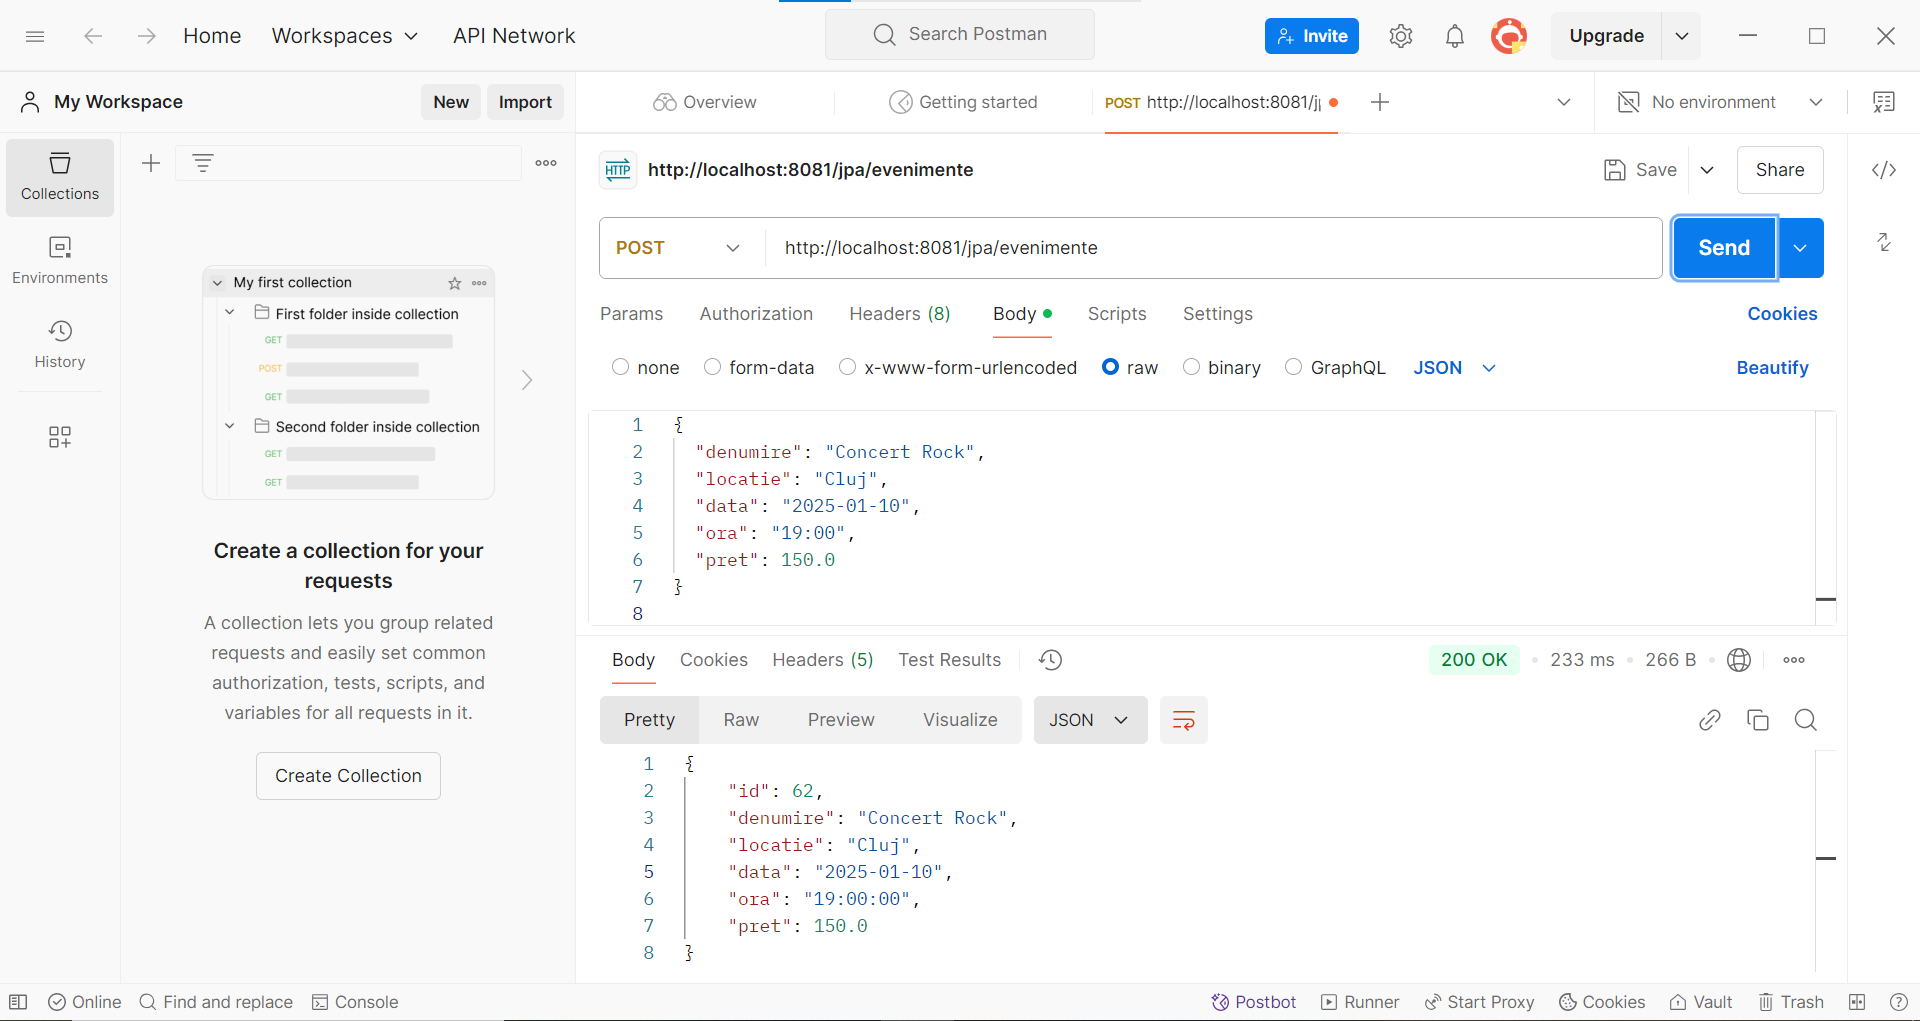 Home Workspaces API Network Search Postman Invite Upgrade
My Workspace New Import Overview Getting started POST http://localhost:8081/j No environment
Collections
Environments
History
My first collection
First folder inside collection
GET
POST
GET
Second folder inside collection
GET
GET
Create a collection for your
requests
A collection lets you group related
requests and easily set common
authorization, tests, scripts, and
variables for all requests in it.
Create Collection
HTTP http://localhost:8081/jpa/evenimente Save Share
POST http://localhost:8081/jpa/evenimente Send
Params Authorization Headers (8) Body Scripts Settings Cookies
none form-data x-www-form-urlencoded raw binary GraphQL JSON Beautify
1 {
2 "denumire": "Concert Rock",
3 "locatie": "Cluj",
4 "data": "2025-01-10",
5 "ora": "19:00",
6 "pret": 150.0
7 }
8
Body Cookies Headers (5) Test Results 200 OK 233 ms 266 B
Pretty Raw Preview Visualize JSON
1 {
2 "id": 62,
3 "denumire": "Concert Rock",
4 "locatie": "Cluj",
5 "data": "2025-01-10",
6 "ora": "19:00:00",
7 "pret": 150.0
8 }
Online Find and replace Console Postbot Runner Start Proxy Cookies Vault Trash